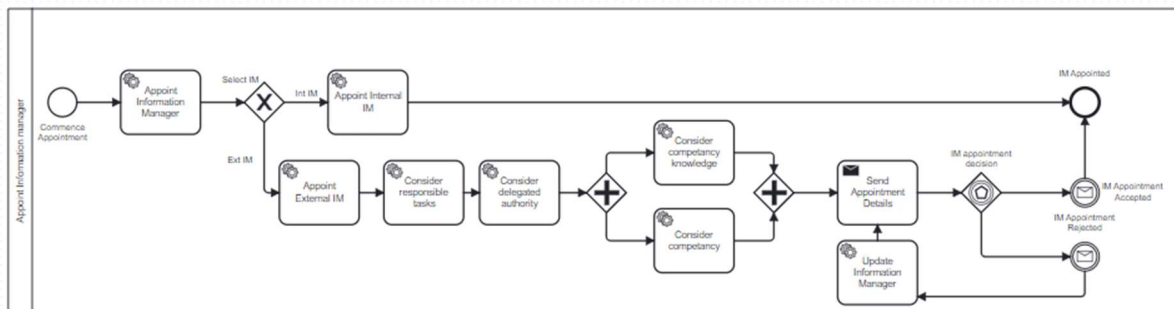 Appoint Information manager
Commence
Appointment
Appoint
Information
Manager
Select IM
Int IM
Ext IM
Appoint Internal
IM
Appoint
External IM
Consider
responsible
tasks
Consider
delegated
authority
Consider
competancy
knowledge
Consider
competancy
Send
Appointment
Details
Update
Information
Manager
IM appointment
decision
IM Appointed
IM Appointment
Accepted
IM Appointment
Rejected